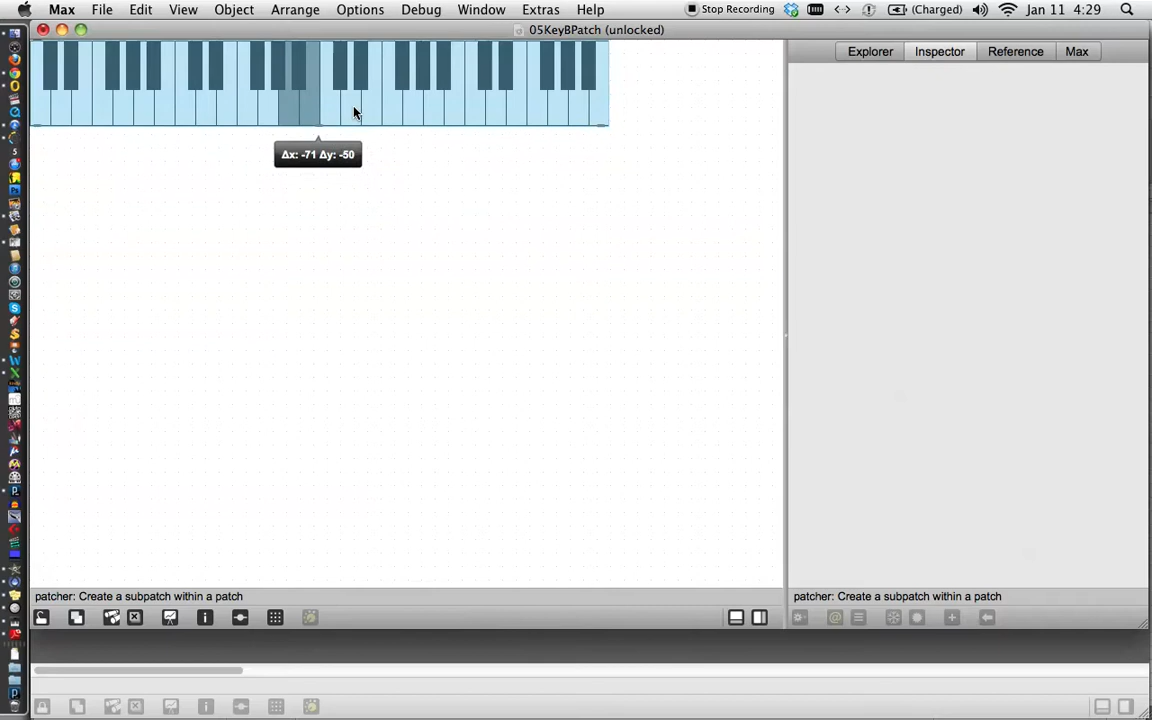 Max File Edit View Object Arrange Options Debug Window Extras Help Stop Recording (Charged) Jan 11 4:29
05KeyBPatch (unlocked)
Explorer Inspector Reference Max
Δx: -71 Δy: -50
patcher: Create a subpatch within a patch
patcher: Create a subpatch within a patch